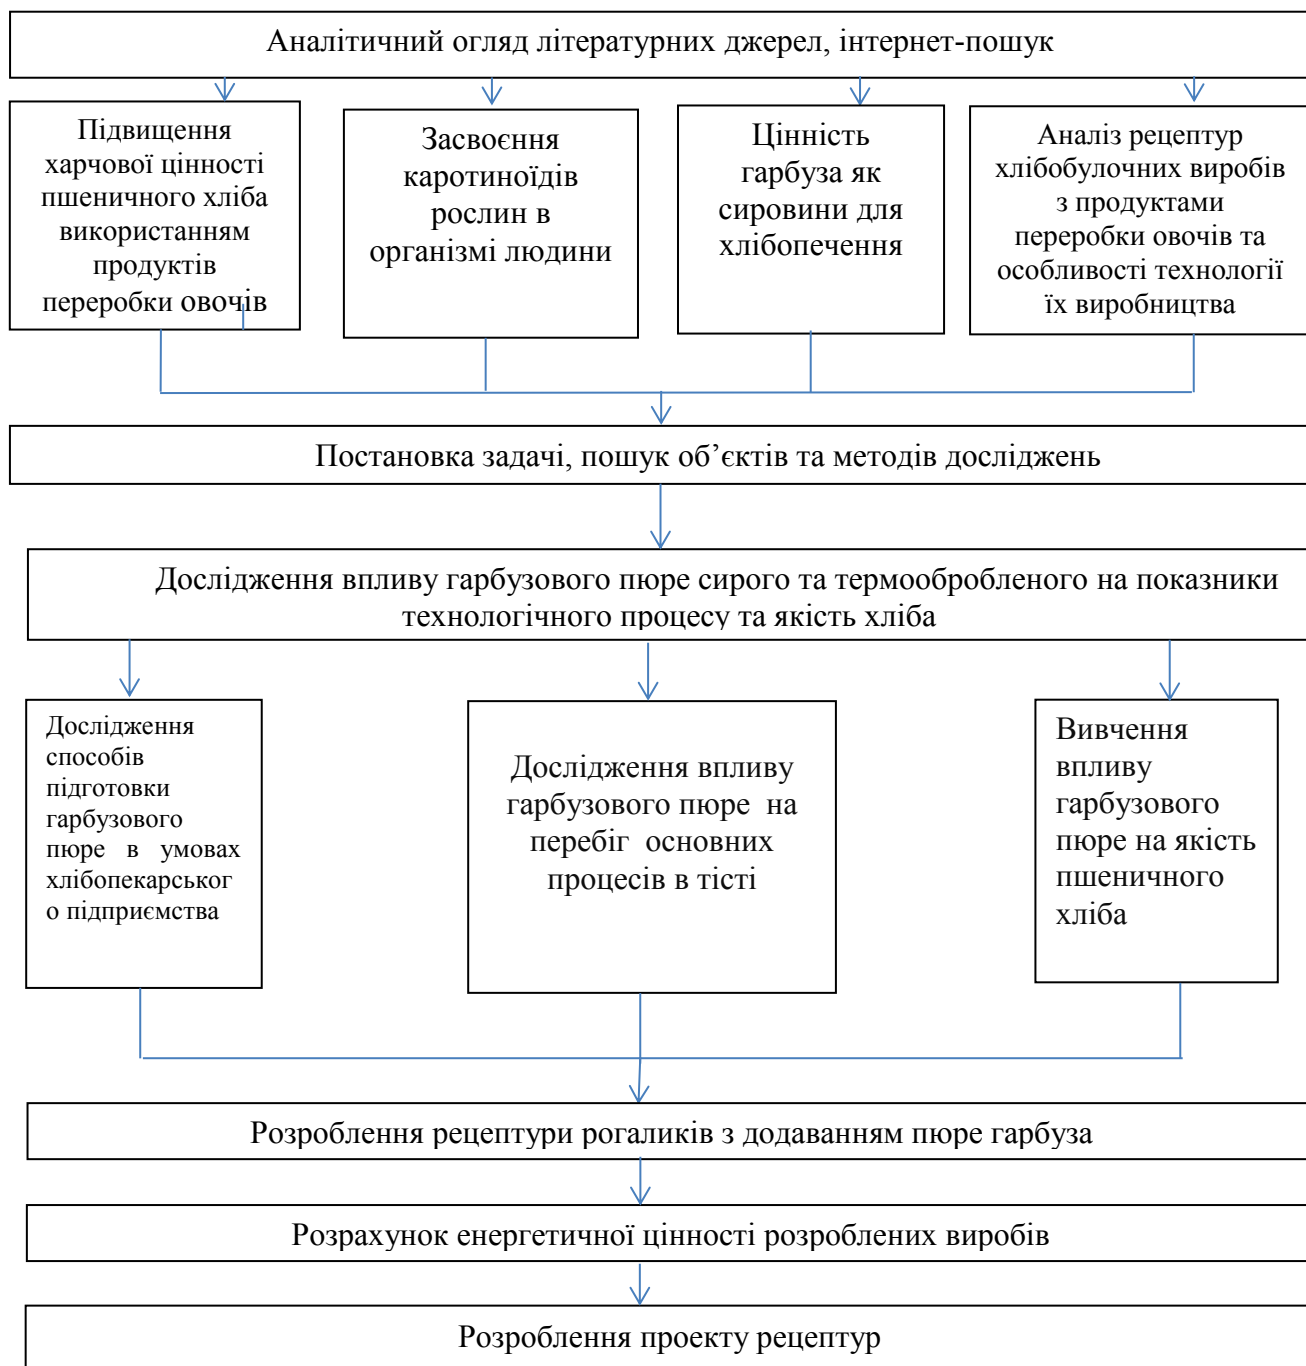 Аналітичний огляд літературних джерел, інтернет-пошук
Підвищення
харчової цінності
пшеничного хліба
використанням
продуктів
переробки овочів
Засвоєння
каротиноїдів
рослин в
організмі людини
Цінність
гарбуза як
сировини для
хлібопечення
Аналіз рецептур
хлібобулочних виробів
з продуктами
переробки овочів та
особливості технології
їх виробництва
Постановка задачі, пошук об’єктів та методів досліджень
Дослідження впливу гарбузового пюре сирого та термообробленого на показники
технологічного процесу та якість хліба
Дослідження
способів
підготовки
гарбузового
пюре в умовах
хлібопекарськог
о підприємства
Дослідження впливу
гарбузового пюре на
перебіг основних
процесів в тісті
Вивчення
впливу
гарбузового
пюре на якість
пшеничного
хліба
Розроблення рецептури рогаликів з додаванням пюре гарбуза
Розрахунок енергетичної цінності розроблених виробів
Розроблення проекту рецептур